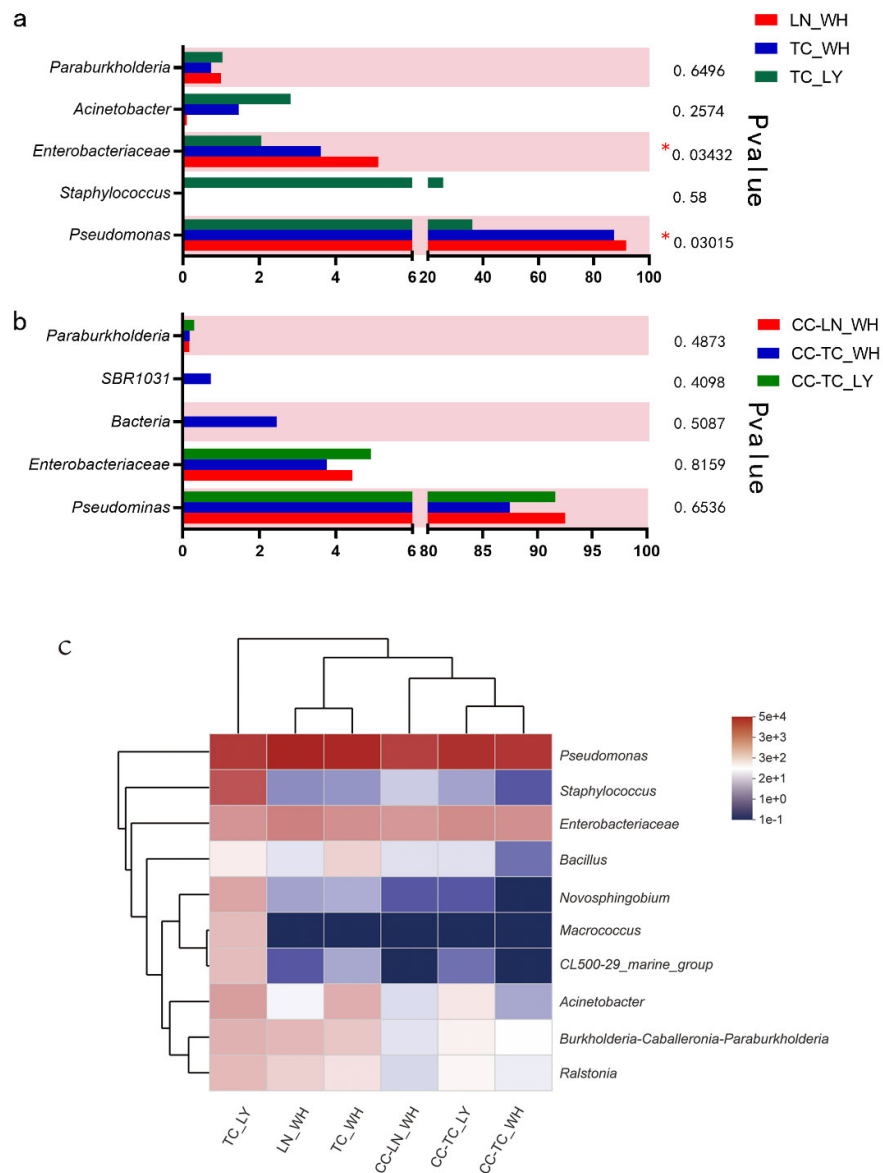 a
LN_WH
TC_WH
TC_LY
Paraburkholderia
0. 6496
Acinetobacter
0. 2574
Enterobacteriaceae
* 0. 03432
Staphylococcus
0. 58
Pseudomonas
* 0. 03015
Pvalue
0 2 4 6 20 40 60 80 100
b
CC-LN_WH
CC-TC_WH
CC-TC_LY
Paraburkholderia
0. 4873
SBR1031
0. 4098
Bacteria
0. 5087
Enterobacteriaceae
0. 8159
Pseudominas
0. 6536
Pvalue
0 2 4 6 80 85 90 95 100
C
5e+4
3e+3
3e+2
2e+1
1e+0
1e-1
Pseudomonas
Staphylococcus
Enterobacteriaceae
Bacillus
Novosphingobium
Macrococcus
CL500-29_marine_group
Acinetobacter
Burkholderia-Caballeronia-Paraburkholderia
Ralstonia
TC_LY
LN_WH
TC_WH
CC-LN_WH
CC-TC_LY
CC-TC_WH